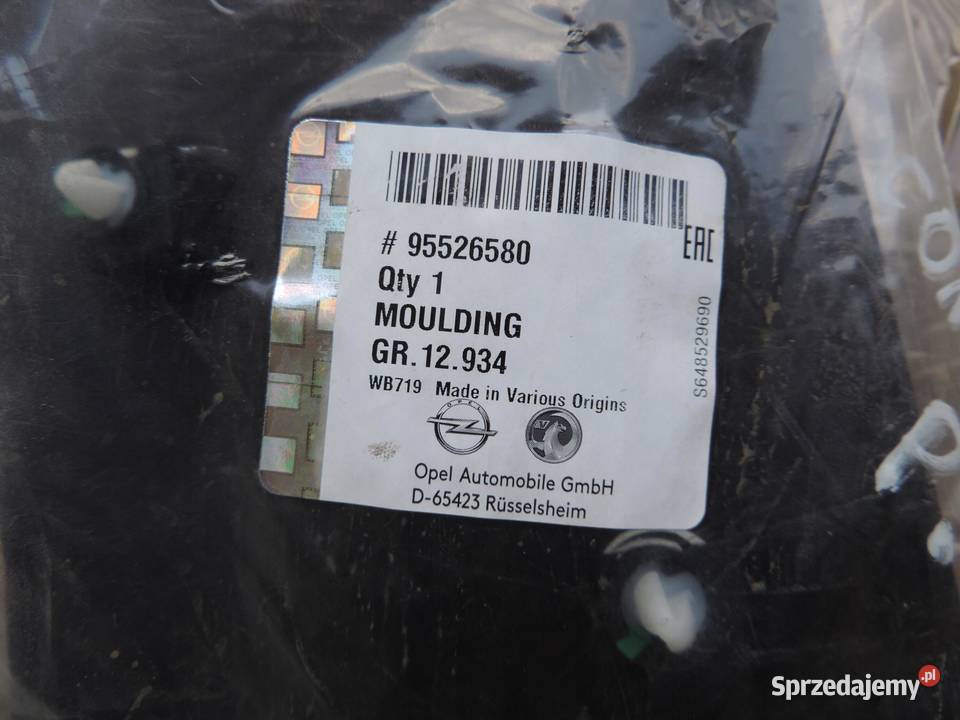 # 95526580
EAC
Qty 1
MOULDING
GR.12.934
WB719 Made in Various Origins
S648529690
OPEL
Opel Automobile GmbH
D-65423 Rüsselsheim
Sprzedajemy.pl